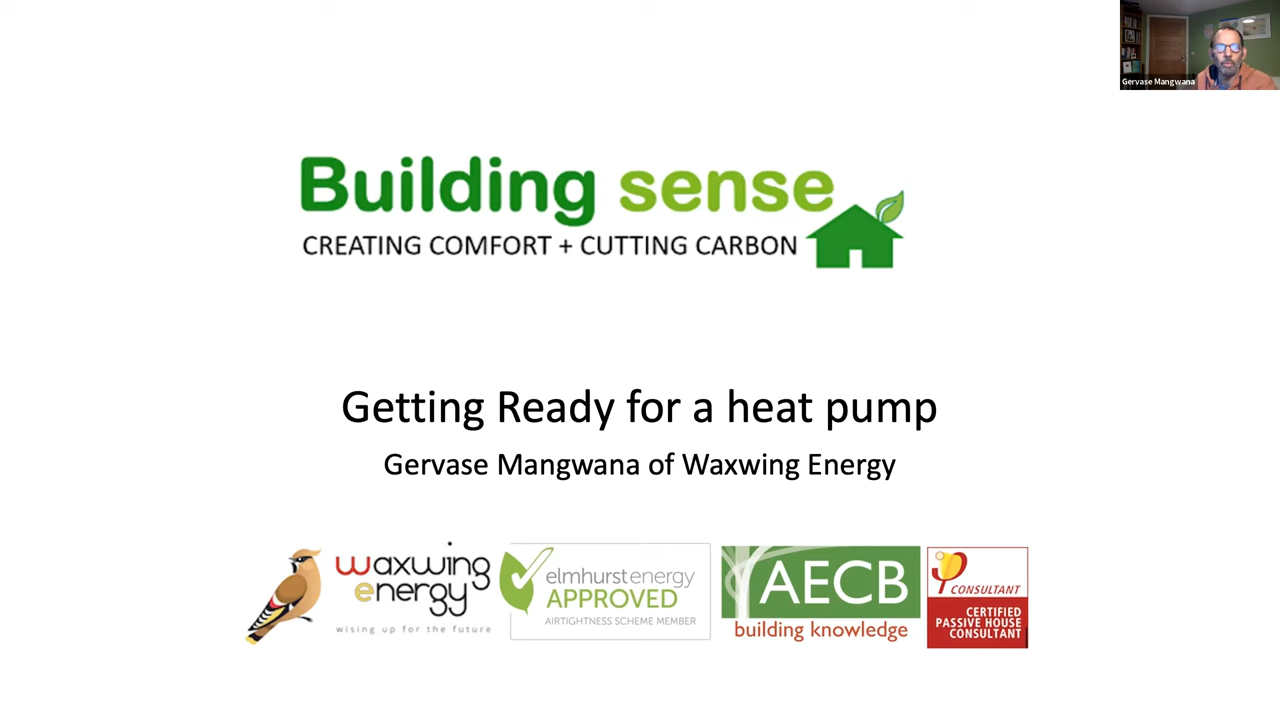 Gervase Mangwana
Building sense
CREATING COMFORT + CUTTING CARBON
Getting Ready for a heat pump
Gervase Mangwana of Waxwing Energy
waxwing
energy
wising up for the future
elmhurst energy
APPROVED
AIRTIGHTNESS SCHEME MEMBER
AECB
building knowledge
CONSULTANT
CERTIFIED
PASSIVE HOUSE
CONSULTANT